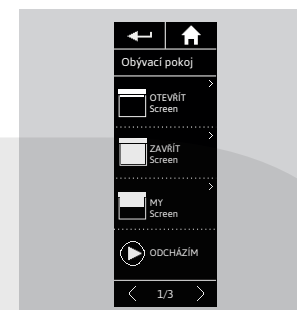 Obývací pokoj
OTEVŘÍT
Screen
ZAVŘÍT
Screen
MY
Screen
ODCHÁZÍM
1/3